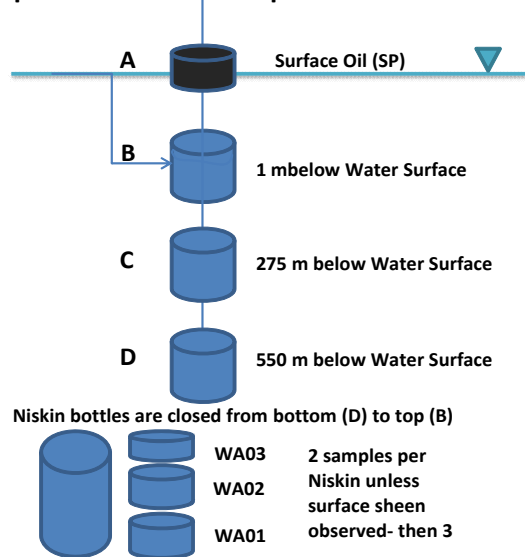 A Surface Oil (SP)
B
1 mbelow Water Surface
C 275 m below Water Surface
D 550 m below Water Surface
Niskin bottles are closed from bottom (D) to top (B)
WA03
WA02
WA01
2 samples per
Niskin unless
surface sheen
observed- then 3